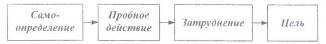 Само-
определение
Пробное
действие
Затруднение
Цель